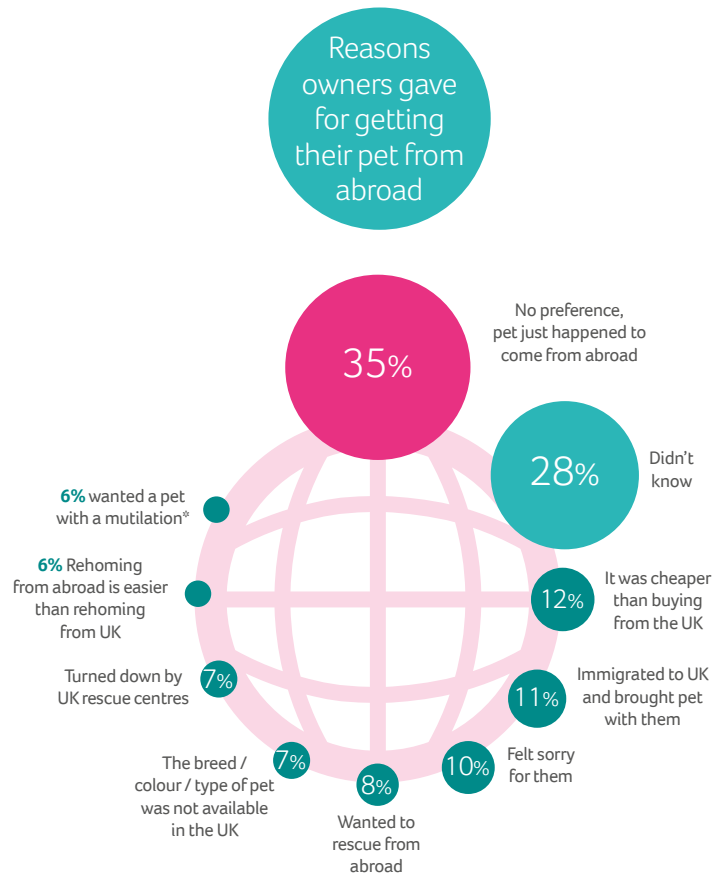 Reasons
owners gave
for getting
their pet from
abroad
35%
No preference,
pet just happened to
come from abroad
28%
Didn't
know
12%
It was cheaper
than buying
from the UK
11%
Immigrated to UK
and brought pet
with them
10%
Felt sorry
for them
8%
Wanted to
rescue from
abroad
7%
The breed /
colour / type of pet
was not available
in the UK
7%
Turned down by
UK rescue centres
6% Rehoming
from abroad is easier
than rehoming
from UK
6% wanted a pet
with a mutilation*